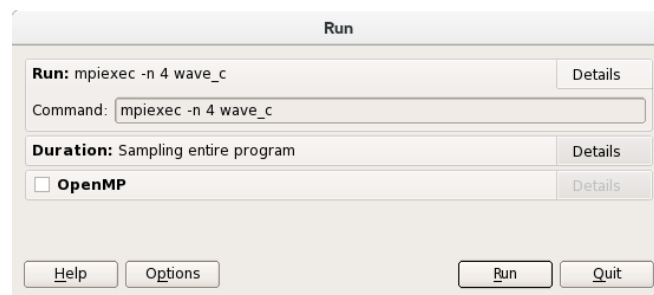 Run
Run: mpiexec -n 4 wave_c Details
Command: mpiexec -n 4 wave_c
Duration: Sampling entire program Details
OpenMP Details
Help Options Run Quit